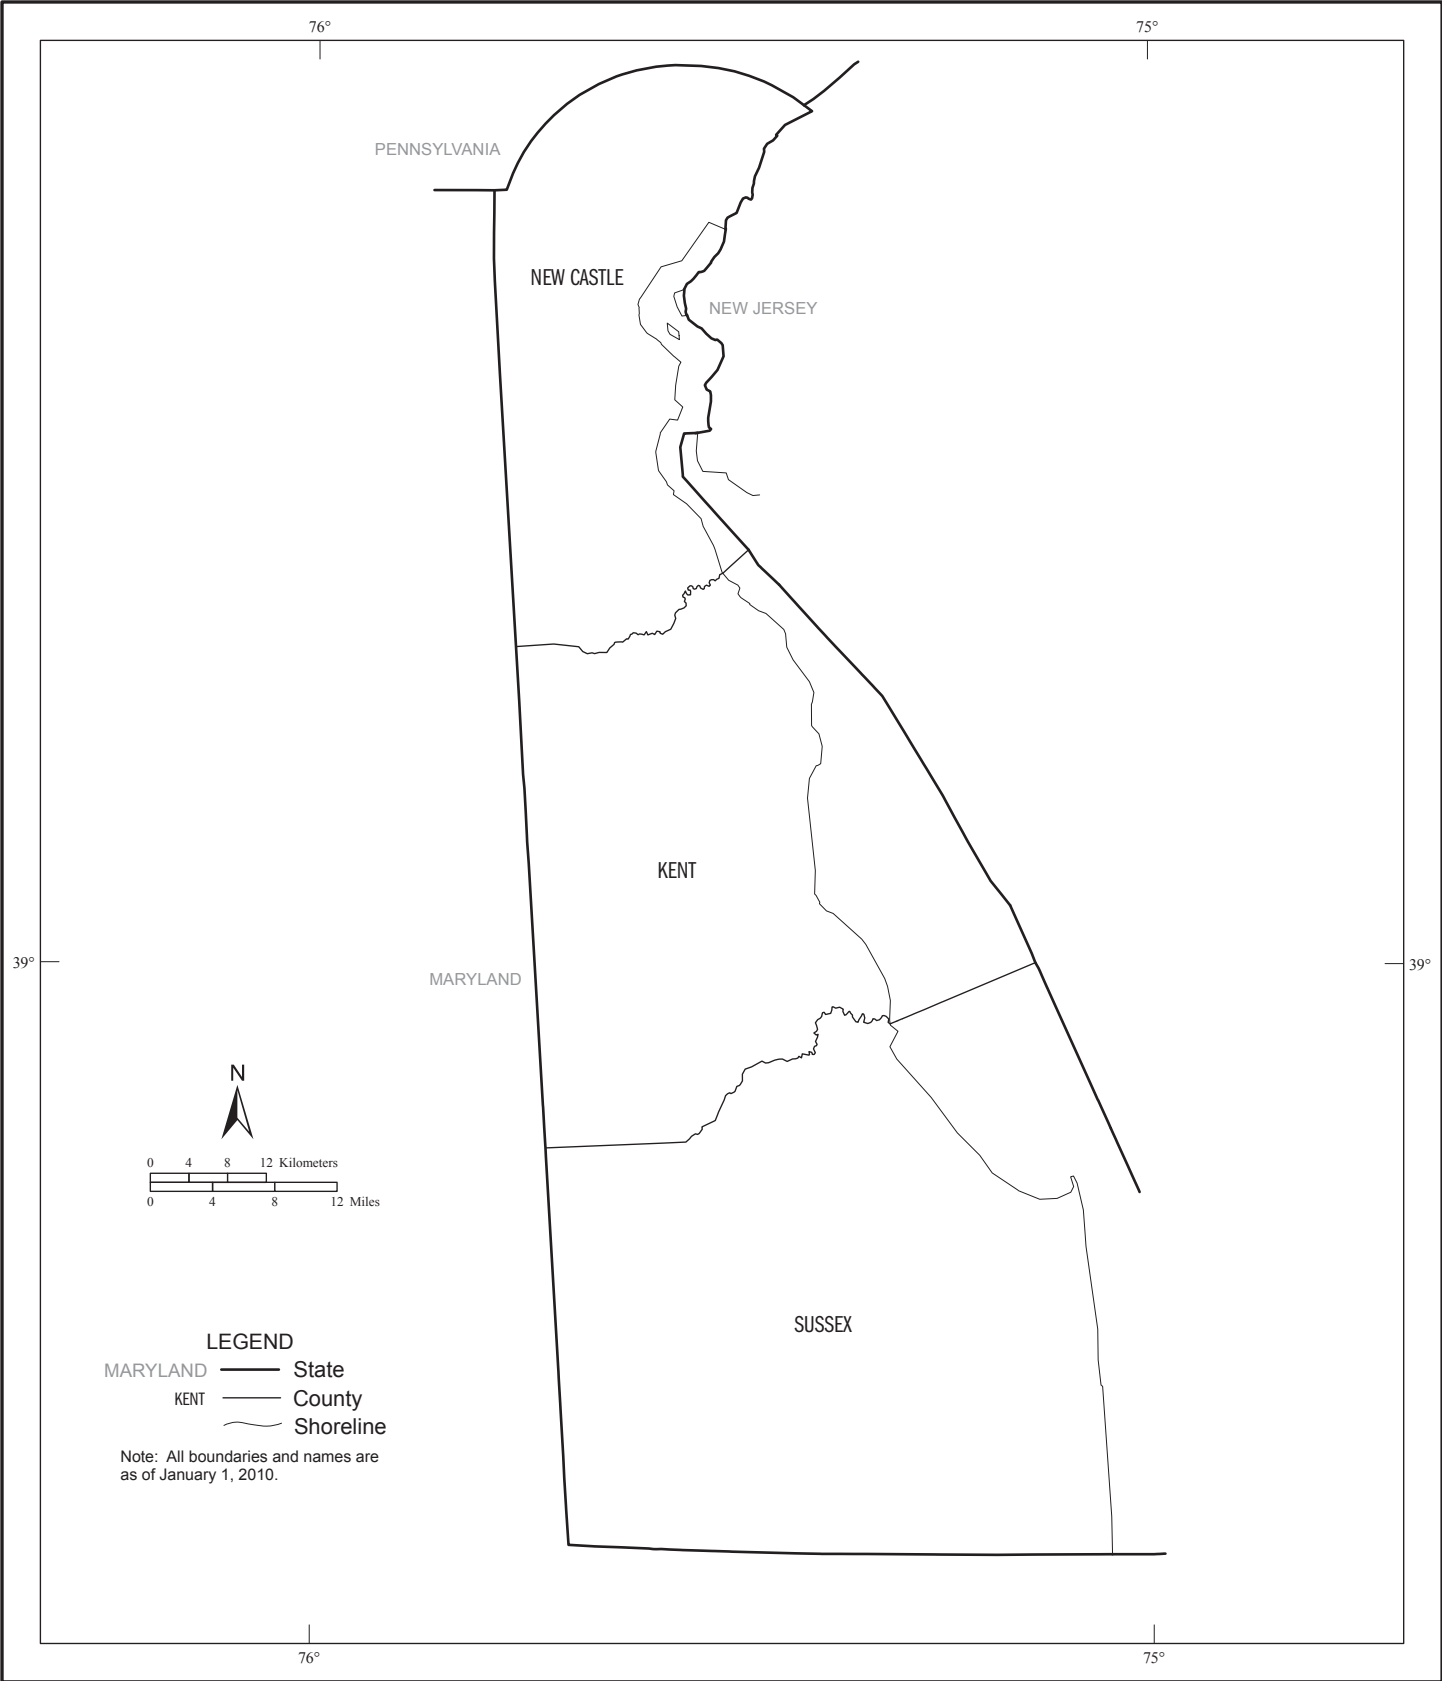 76°
75°
PENNSYLVANIA
NEW CASTLE
NEW JERSEY
KENT
39°
39°
MARYLAND
N
0 4 8 12 Kilometers
0 4 8 12 Miles
SUSSEX
LEGEND
MARYLAND State
KENT County
Shoreline
Note: All boundaries and names are
as of January 1, 2010.
76°
75°